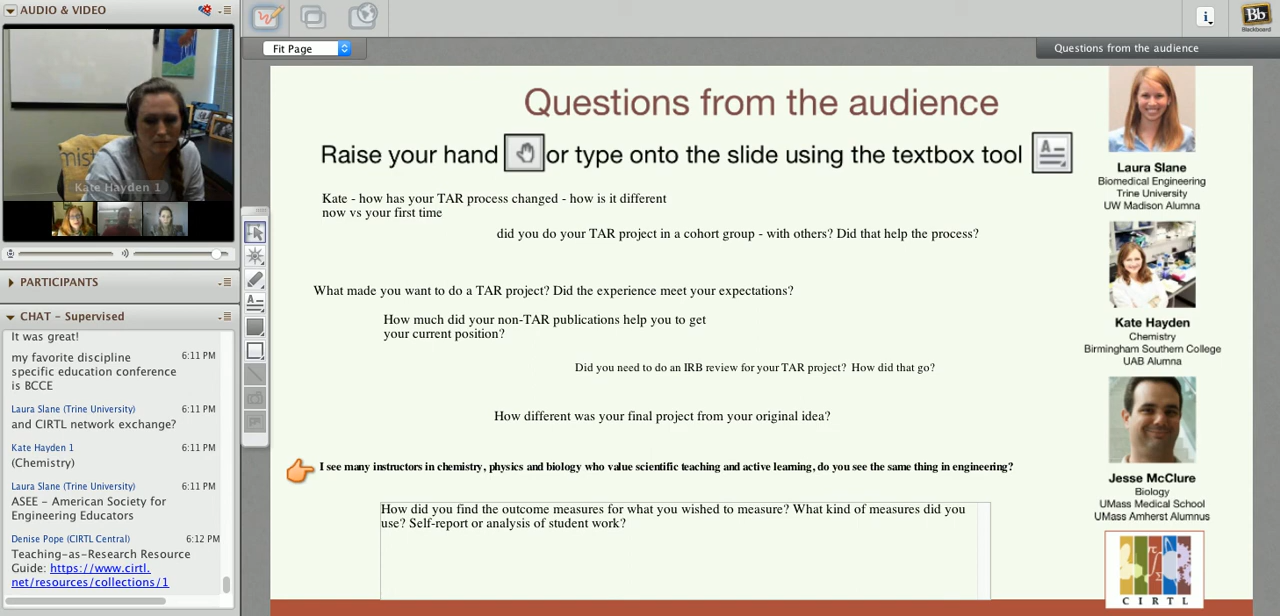 AUDIO & VIDEO
Kate Hayden 1
PARTICIPANTS
CHAT - Supervised
It was great!
my favorite discipline 6:11 PM
specific education conference
is BCCE
Laura Slane (Trine University) 6:11 PM
and CIRTL network exchange?
Kate Hayden 1 6:11 PM
(Chemistry)
Laura Slane (Trine University) 6:11 PM
ASEE - American Society for
Engineering Educators
Denise Pope (CIRTL Central) 6:12 PM
Teaching-as-Research Resource
Guide: https://www.cirtl.
net/resources/collections/1
Fit Page
Questions from the audience
i
Bb
Blackboard
Questions from the audience
Raise your hand or type onto the slide using the textbox tool
Kate - how has your TAR process changed - how is it different
now vs your first time
did you do your TAR project in a cohort group - with others? Did that help the process?
What made you want to do a TAR project? Did the experience meet your expectations?
How much did your non-TAR publications help you to get
your current position?
Did you need to do an IRB review for your TAR project? How did that go?
How different was your final project from your original idea?
I see many instructors in chemistry, physics and biology who value scientific teaching and active learning, do you see the same thing in engineering?
How did you find the outcome measures for what you wished to measure? What kind of measures did you
use? Self-report or analysis of student work?
Laura Slane
Biomedical Engineering
Trine University
UW Madison Alumna
Kate Hayden
Chemistry
Birmingham Southern College
UAB Alumna
Jesse McClure
Biology
UMass Medical School
UMass Amherst Alumnus
CIRTL